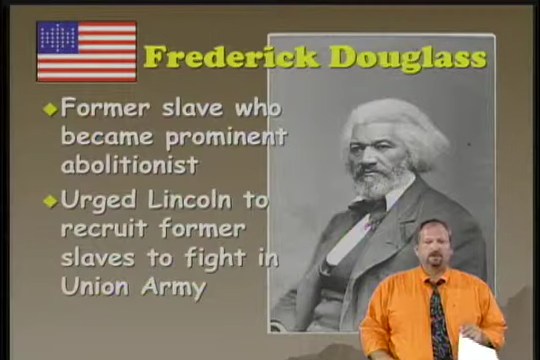 Frederick Douglass
Former slave who
became prominent
abolitionist
Urged Lincoln to
recruit former
slaves to fight in
Union Army